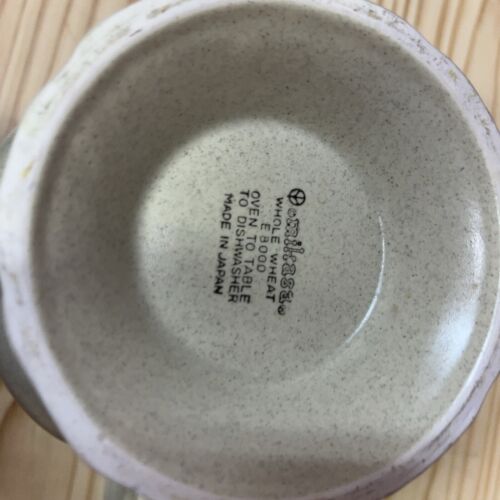 mikasa®
WHOLE WHEAT
E 8000
OVEN TO TABLE
TO DISHWASHER
MADE IN JAPAN